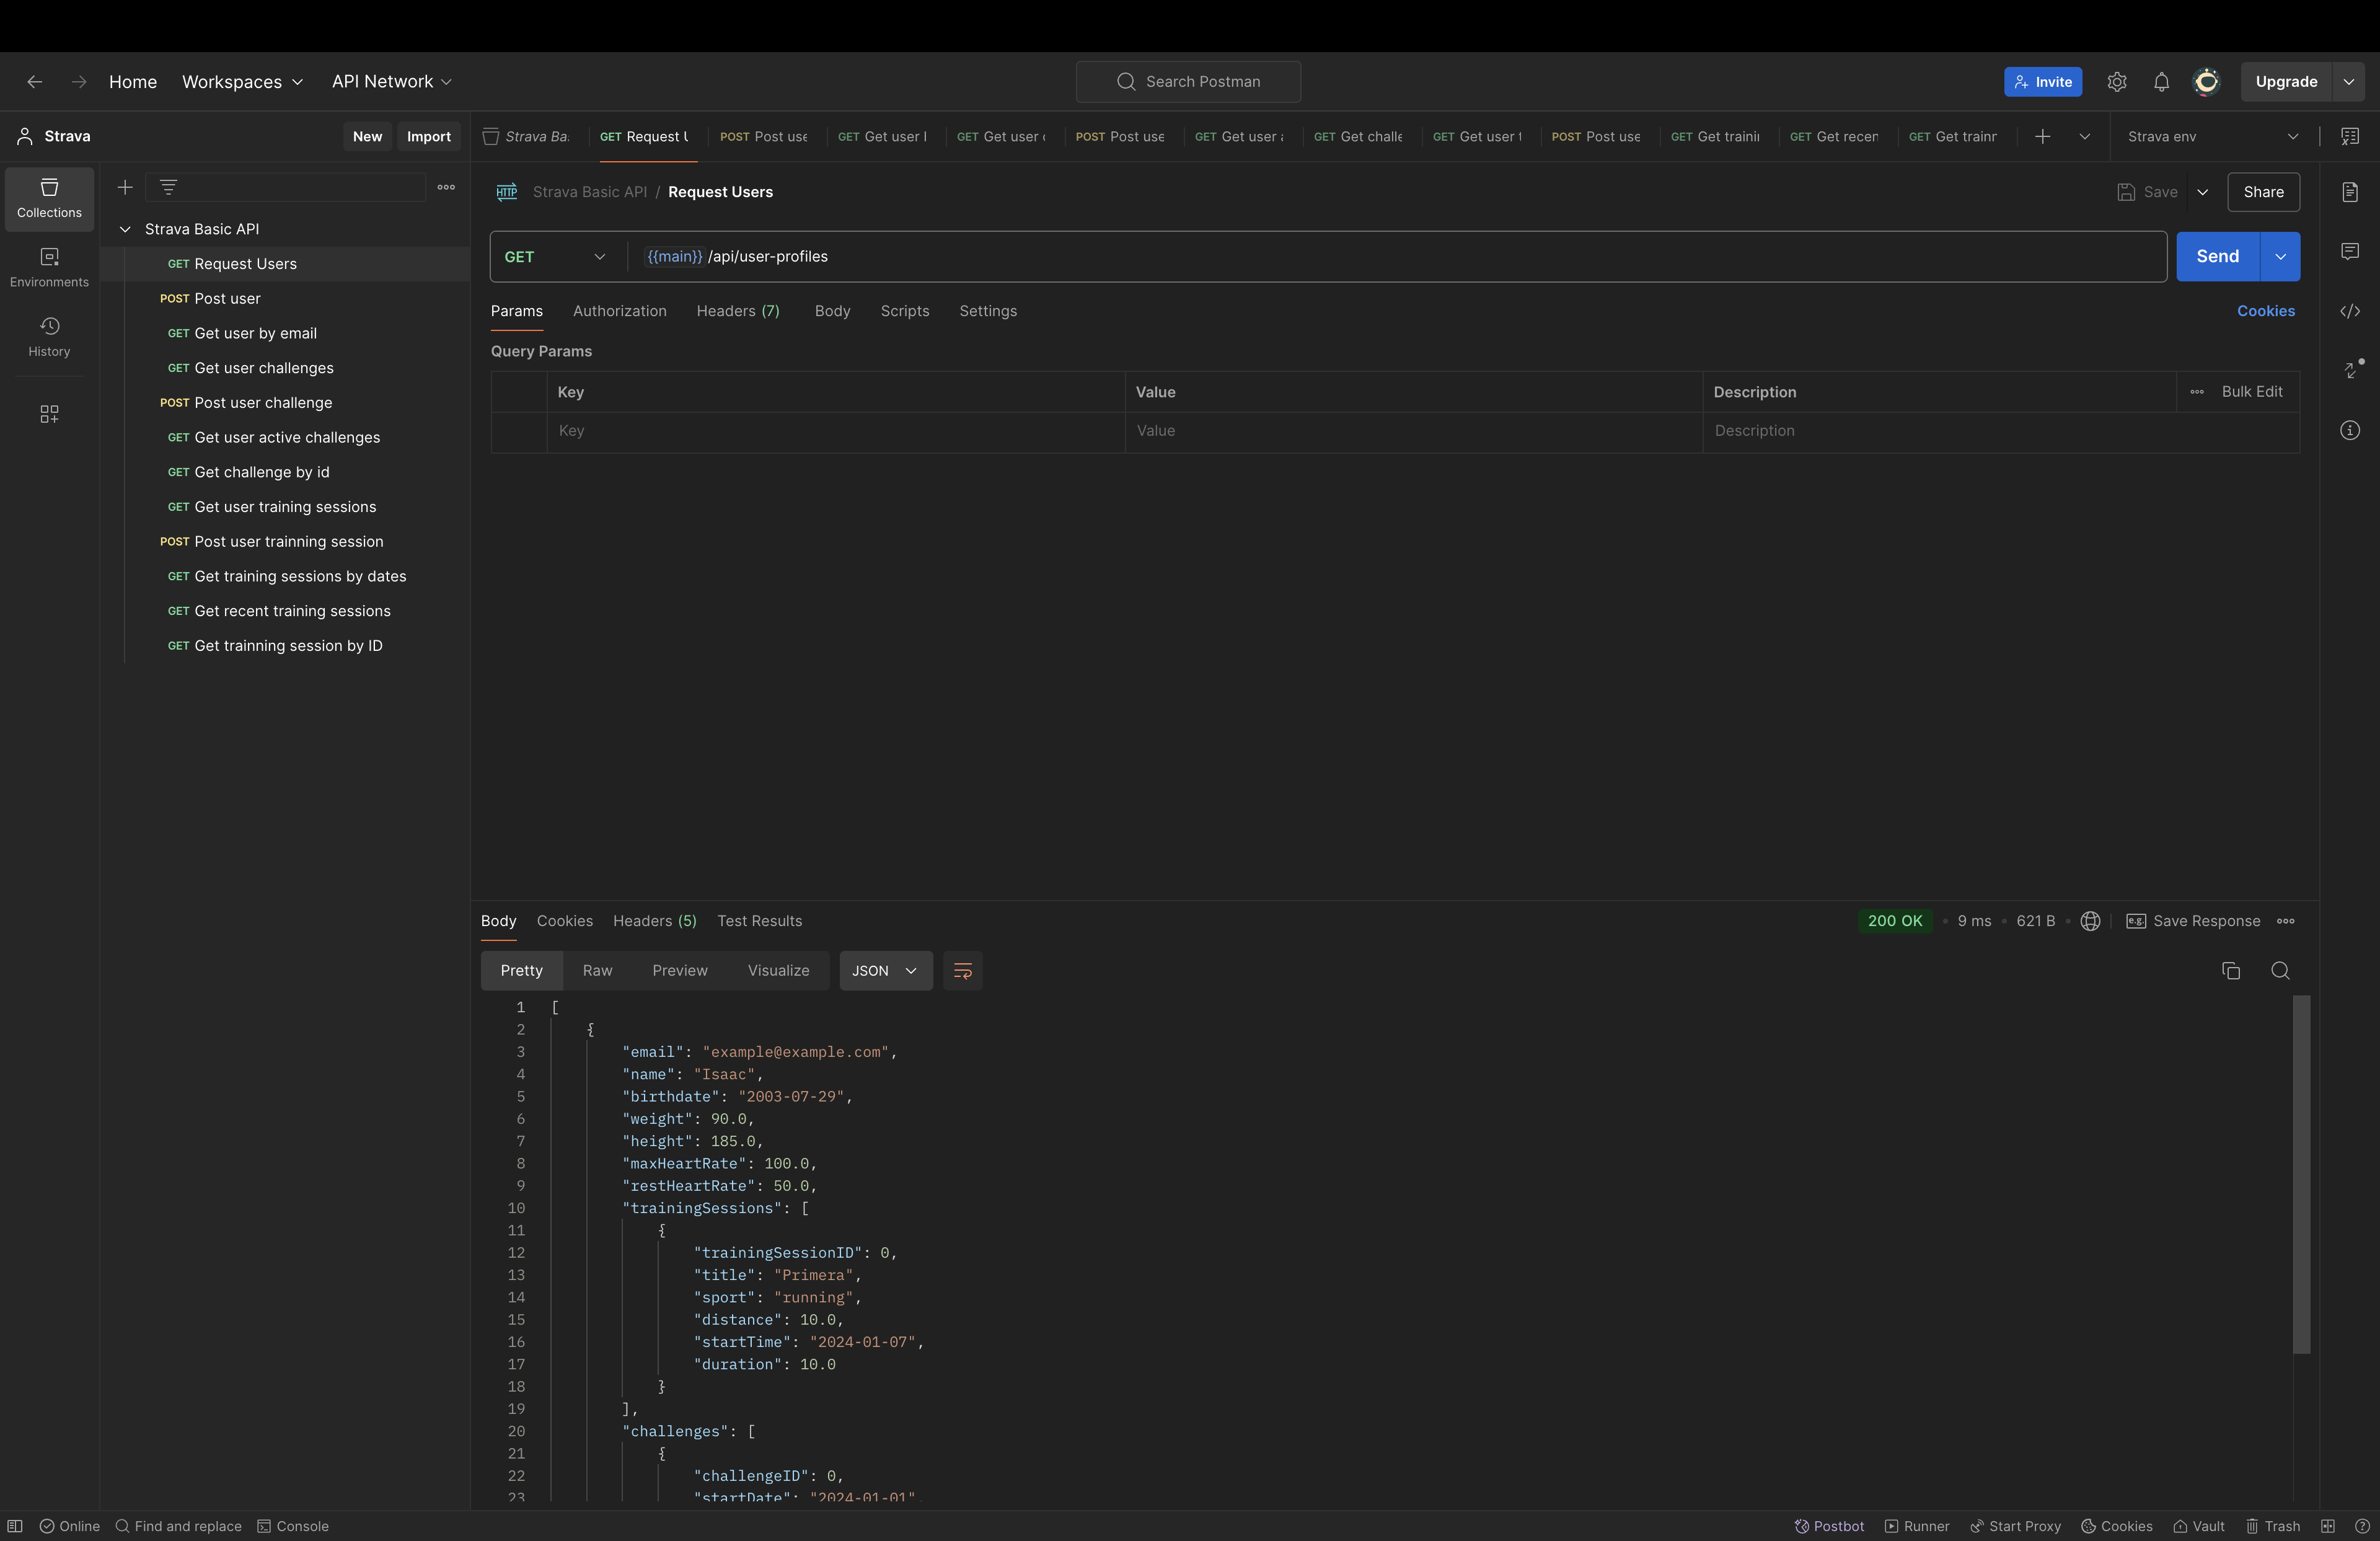 Home Workspaces API Network Search Postman Invite Upgrade
Strava New Import Strava Ba. GET Request U POST Post use GET Get user GET Get user c POST Post use GET Get user a GET Get challe GET Get user t POST Post use GET Get traini GET Get recen GET Get trainr Strava env
Collections
Environments
History
Strava Basic API
GET Request Users
POST Post user
GET Get user by email
GET Get user challenges
POST Post user challenge
GET Get user active challenges
GET Get challenge by id
GET Get user training sessions
POST Post user trainning session
GET Get training sessions by dates
GET Get recent training sessions
GET Get trainning session by ID
HTTP Strava Basic API / Request Users Save Share
GET {{main}} /api/user-profiles Send
Params Authorization Headers (7) Body Scripts Settings Cookies
Query Params
Key Value Description Bulk Edit
Key Value Description
Body Cookies Headers (5) Test Results 200 OK 9 ms 621 B e.g. Save Response
Pretty Raw Preview Visualize JSON
1 [
2 {
3 "email": "example@example.com",
4 "name": "Isaac",
5 "birthdate": "2003-07-29",
6 "weight": 90.0,
7 "height": 185.0,
8 "maxHeartRate": 100.0,
9 "restHeartRate": 50.0,
10 "trainingSessions": [
11 {
12 "trainingSessionID": 0,
13 "title": "Primera",
14 "sport": "running",
15 "distance": 10.0,
16 "startTime": "2024-01-07",
17 "duration": 10.0
18 }
19 ],
20 "challenges": [
21 {
22 "challengeID": 0,
23 "startDate": "2024-01-01",
Online Find and replace Console Postbot Runner Start Proxy Cookies Vault Trash